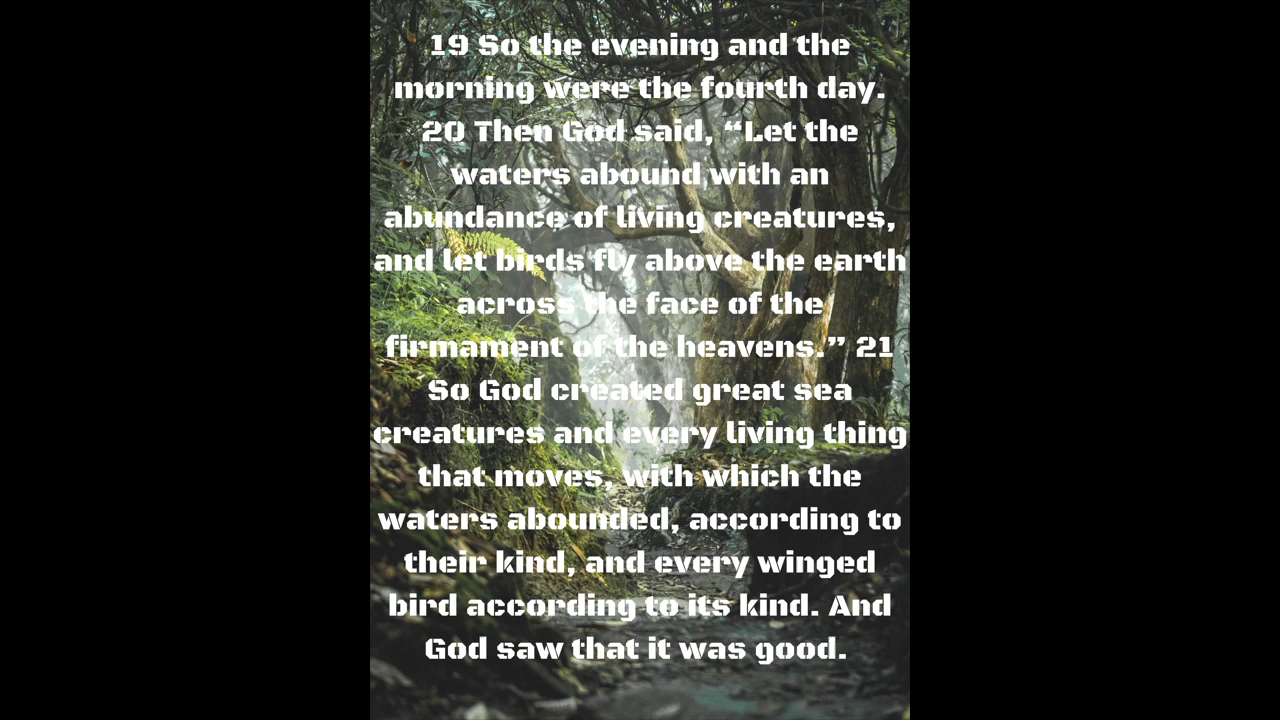 19 So the evening and the
morning were the fourth day.
20 Then God said, “Let the
waters abound with an
abundance of living creatures,
and let birds fly above the earth
across the face of the
firmament of the heavens.” 21
So God created great sea
creatures and every living thing
that moves, with which the
waters abounded, according to
their kind, and every winged
bird according to its kind. And
God saw that it was good.